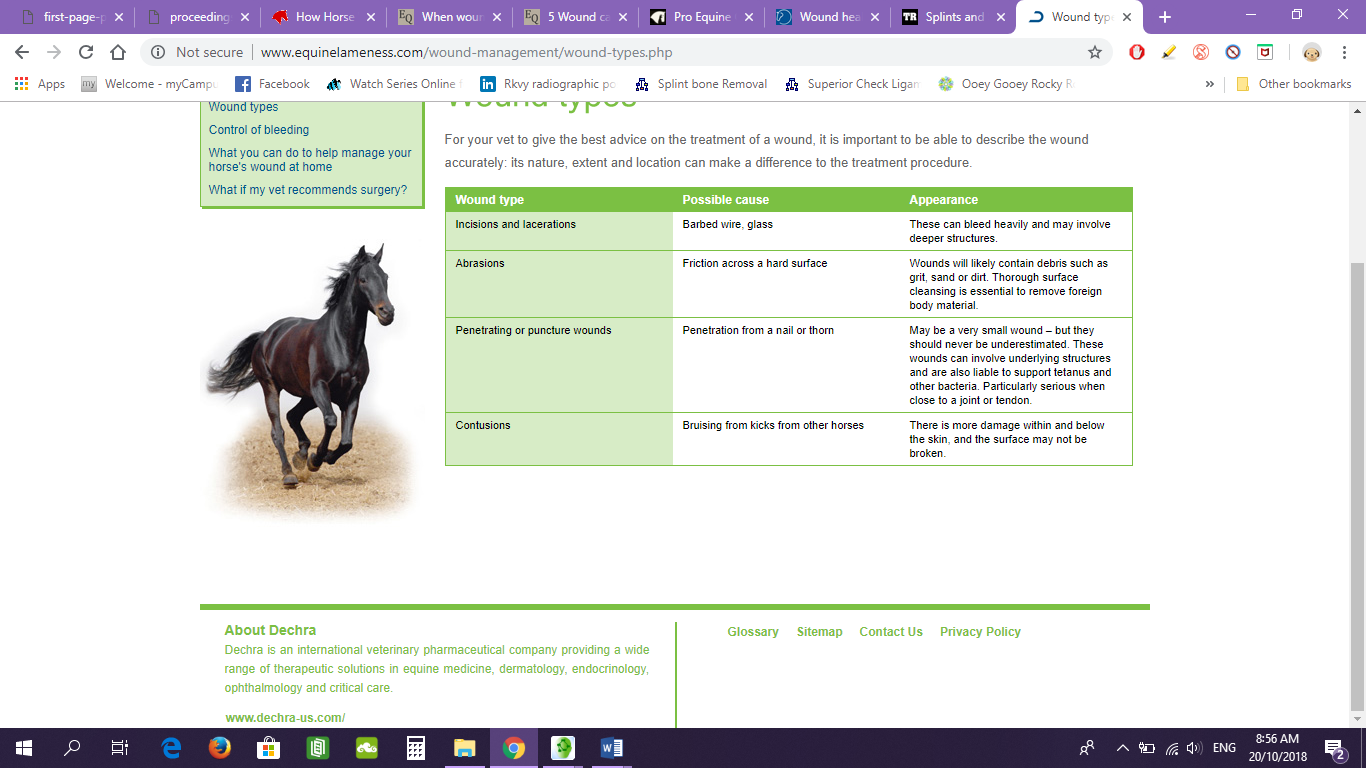 first-page-p
proceeding
How Horse
When wour
5 Wound ca
Pro Equine
Wound hea
Splints and
Wound type
Not secure | www.equinelameness.com/wound-management/wound-types.php
Apps
my Welcome - myCampu
Facebook
Watch Series Online f
Rkvy radiographic po
Splint bone Removal
Superior Check Ligam
Ooey Gooey Rocky R
»
Other bookmarks
Wound types
Control of bleeding
What you can do to help manage your
horse's wound at home
What if my vet recommends surgery?
Wound types
For your vet to give the best advice on the treatment of a wound, it is important to be able to describe the wound
accurately: its nature, extent and location can make a difference to the treatment procedure.
Wound type Possible cause Appearance
Incisions and lacerations Barbed wire, glass These can bleed heavily and may involve
deeper structures.
Abrasions Friction across a hard surface Wounds will likely contain debris such as
grit, sand or dirt. Thorough surface
cleansing is essential to remove foreign
body material.
Penetrating or puncture wounds Penetration from a nail or thorn May be a very small wound – but they
should never be underestimated. These
wounds can involve underlying structures
and are also liable to support tetanus and
other bacteria. Particularly serious when
close to a joint or tendon.
Contusions Bruising from kicks from other horses There is more damage within and below
the skin, and the surface may not be
broken.
About Dechra
Dechra is an international veterinary pharmaceutical company providing a wide
range of therapeutic solutions in equine medicine, dermatology, endocrinology,
ophthalmology and critical care.
www.dechra-us.com/
Glossary Sitemap Contact Us Privacy Policy
ENG
8:56 AM
20/10/2018
2